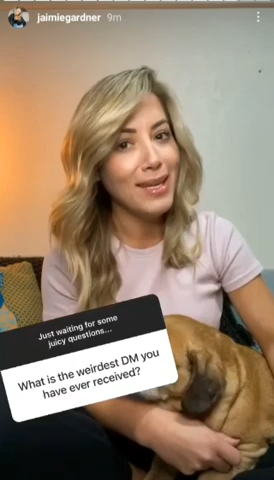 jaimiegardner 9m
Just waiting for some
juicy questions...
What is the weirdest DM you
have ever received?